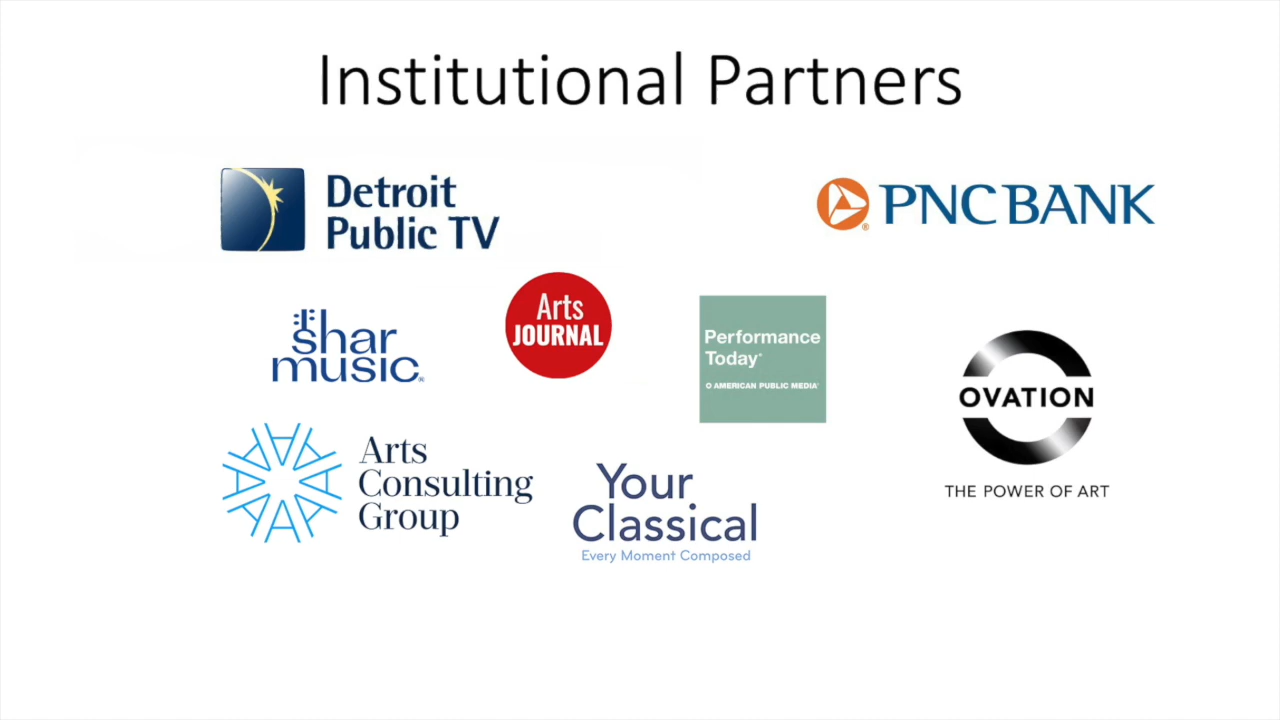 Institutional Partners
Detroit
Public TV
PNC BANK
®
shar
music®
Arts
JOURNAL
Performance
Today®
AMERICAN PUBLIC MEDIA®
OVATION
THE POWER OF ART
Arts
Consulting
Group
Your
Classical
Every Moment Composed